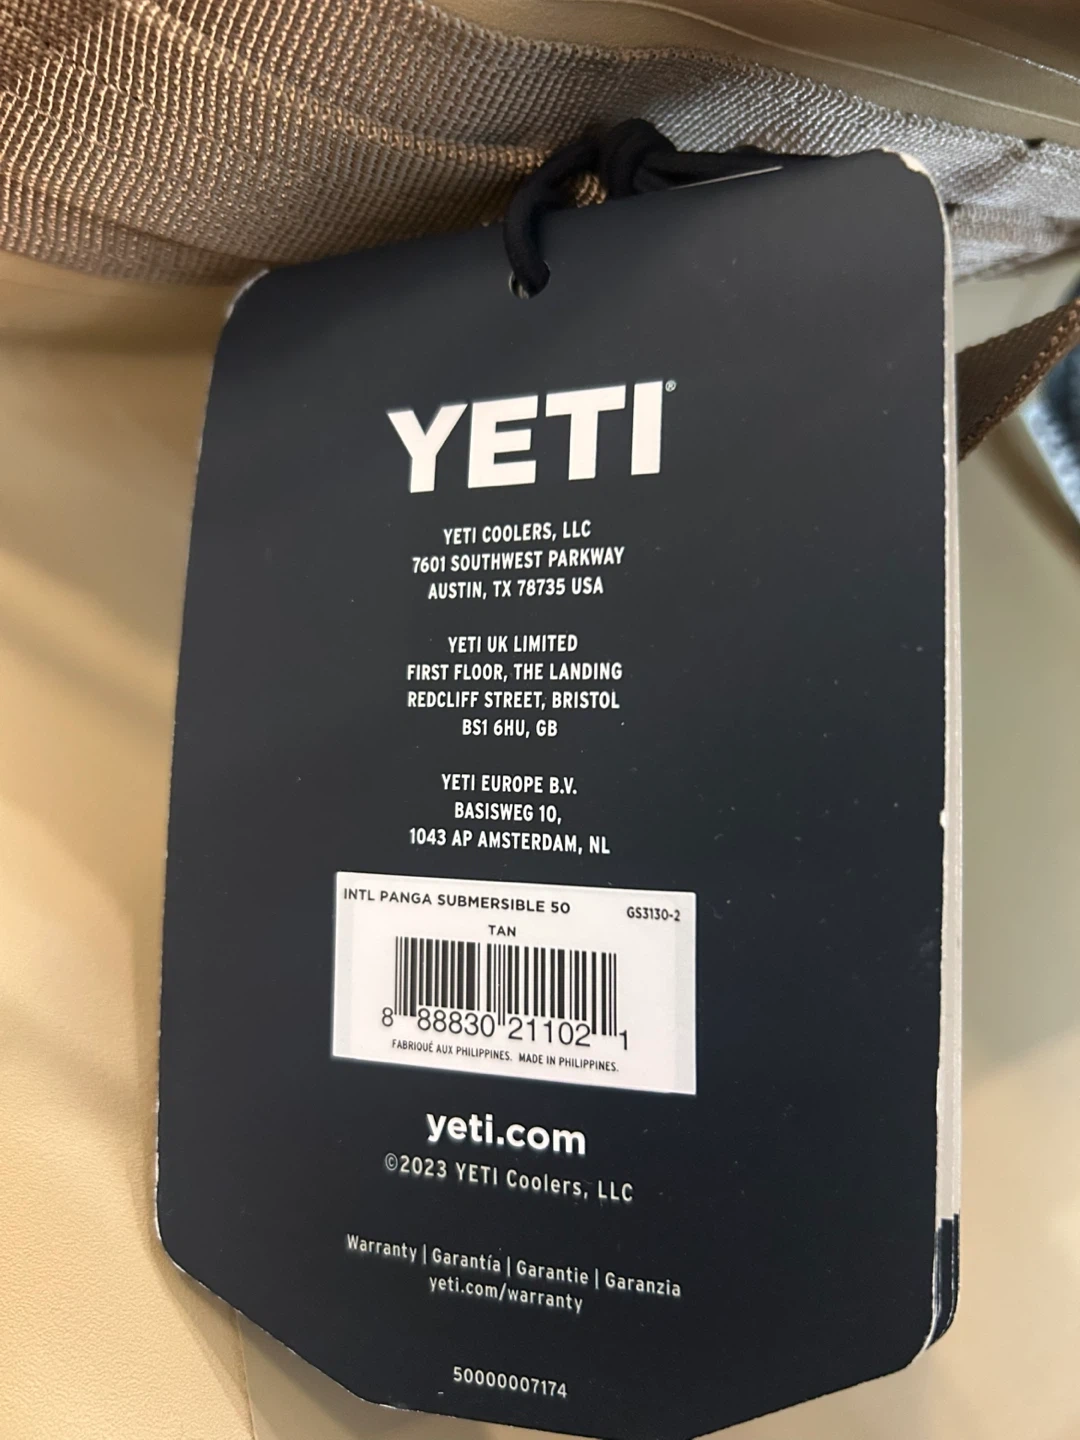 YETI®
YETI COOLERS, LLC
7601 SOUTHWEST PARKWAY
AUSTIN, TX 78735 USA
YETI UK LIMITED
FIRST FLOOR, THE LANDING
REDCLIFF STREET, BRISTOL
BS1 6HU, GB
YETI EUROPE B.V.
BASISWEG 10,
1043 AP AMSTERDAM, NL
INTL PANGA SUBMERSIBLE 50 GS3130-2
TAN
8 88830 21102 1
FABRIQUÉ AUX PHILIPPINES. MADE IN PHILIPPINES.
yeti.com
©2023 YETI Coolers, LLC
Warranty | Garantía | Garantie | Garanzia
yeti.com/warranty
50000007174